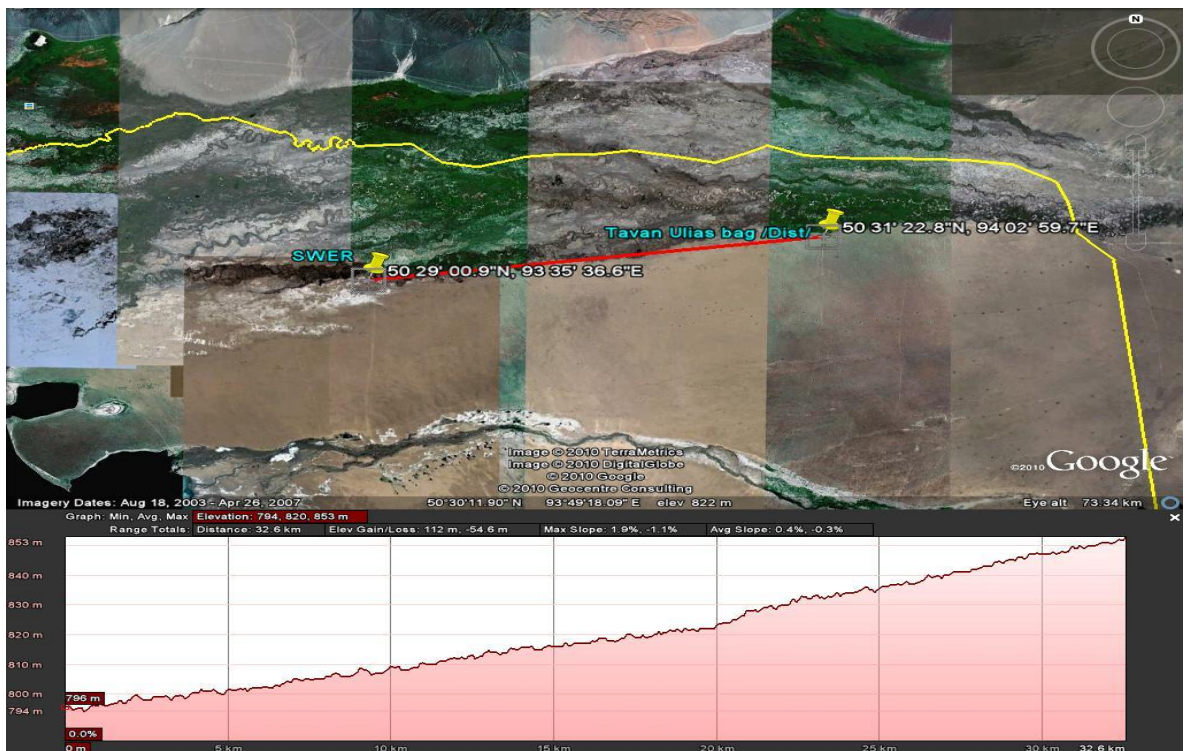 N
Tavan Ulias bag /Dist/
50 31' 22.8"N, 94 02' 59.7"E
SWER
50 29' 00.9"N, 93 35' 36.6"E
Image © 2010 TerraMetrics
Image © 2010 DigitalGlobe
© 2010 Google
© 2010 Geocentre Consulting
©2010 Google
Imagery Dates: Aug 18, 2003 - Apr 26, 2007 50°30'11.90" N 93°49'18.09" E elev 822 m Eye alt 73.34 km
Graph: Min, Avg, Max Elevation: 794, 820, 853 m
Range Totals: Distance: 32.6 km Elev Gain/Loss: 112 m, -54.6 m Max Slope: 1.9%, -1.1% Avg Slope: 0.4%, -0.3%
853 m
840 m
830 m
820 m
810 m
800 m
796 m
794 m
0.0%
0 m 5 km 10 km 15 km 20 km 25 km 30 km 32.6 km